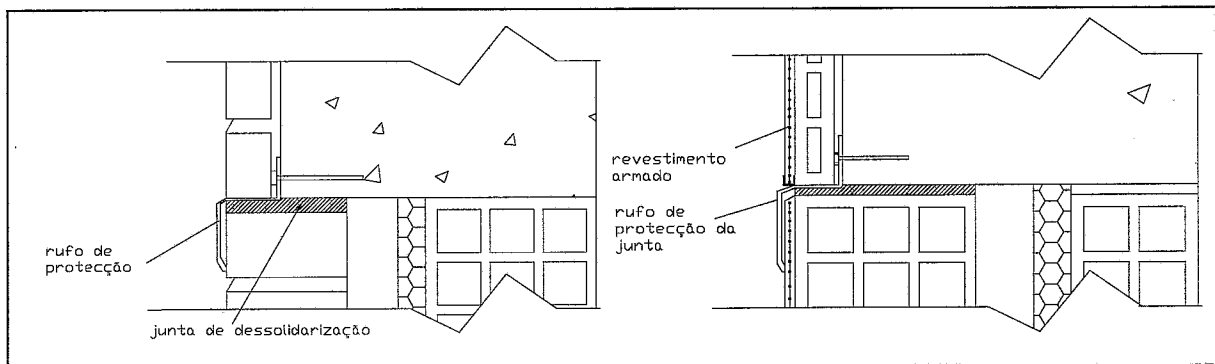 rufo de
protecção
junta de dessolidarização
revestimento
armado
rufo de
protecção da
junta